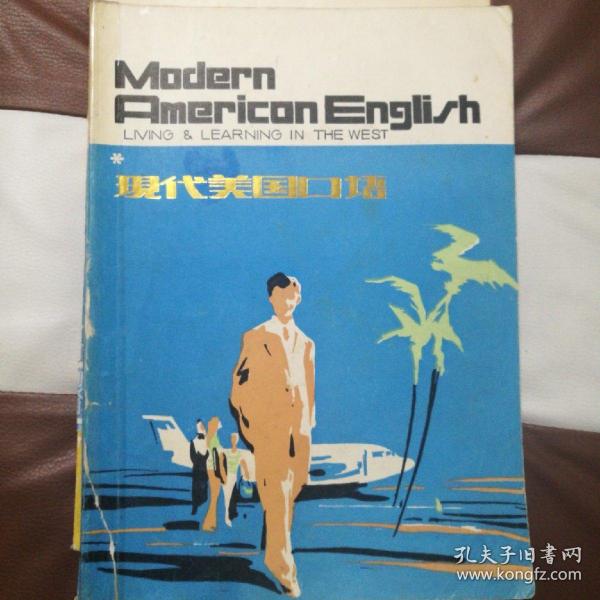 Modern
American English
LIVING & LEARNING IN THE WEST
*
現代美国口语
孔夫子旧书网
www.kongfz.com